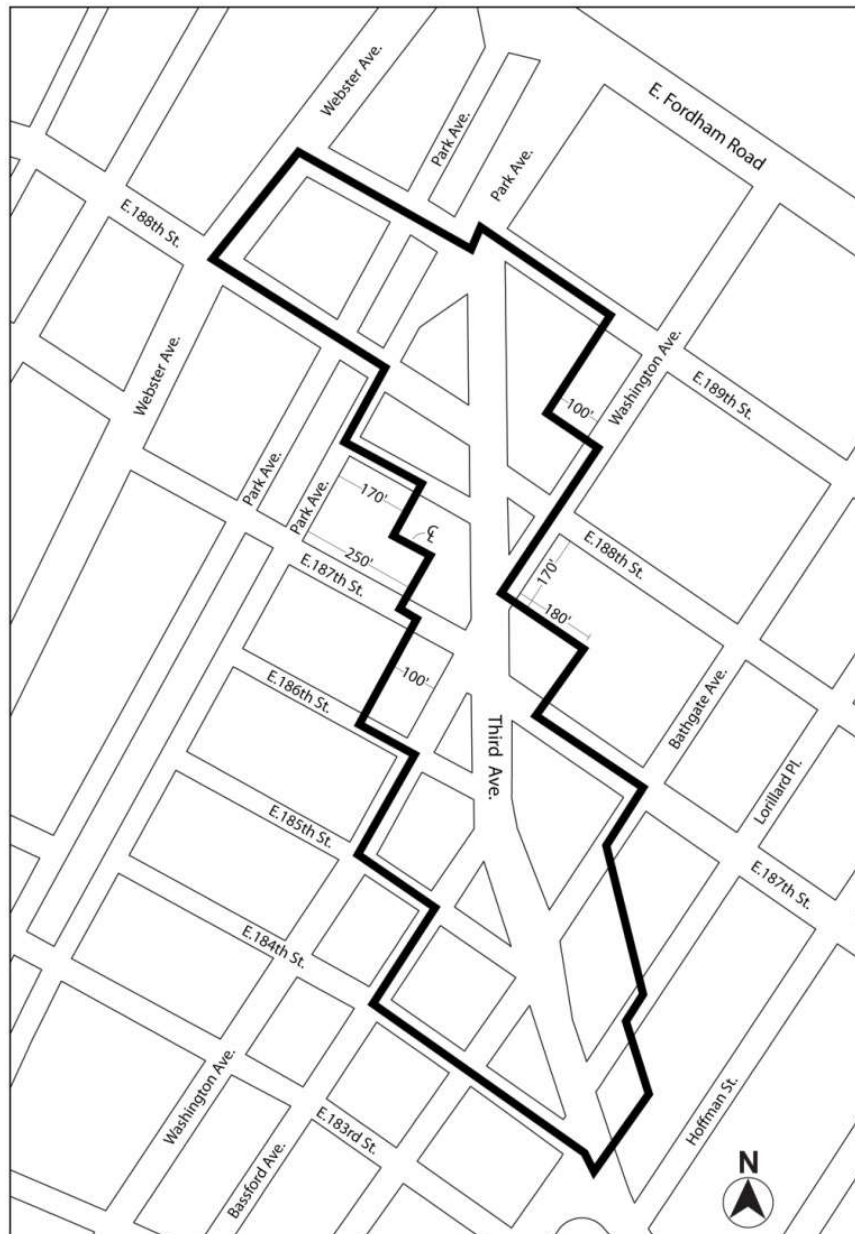 Webster Ave.
E. Fordham Road
Park Ave.
Park Ave.
E.188th St.
Washington Ave.
Webster Ave.
E.189th St.
100'
Park Ave.
170'
Park Ave.
℄
E.188th St.
250'
170'
E.187th St.
180'
100'
E.186th St.
Bathgate Ave.
Third Ave.
Lorillard Pl.
E.185th St.
E.187th St.
E.184th St.
Washington Ave.
Hoffman St.
E.183rd St.
Bassford Ave.
N